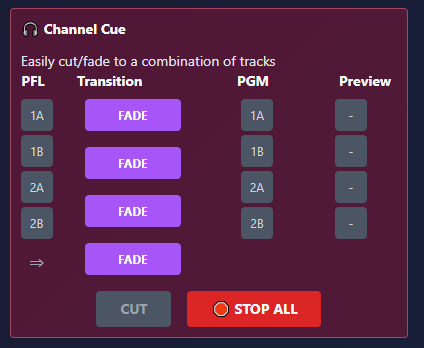 🎧 Channel Cue
Easily cut/fade to a combination of tracks
PFL Transition PGM Preview
1A FADE 1A -
1B FADE 1B -
2A FADE 2A -
2B FADE 2B -
⇒
CUT 🛑 STOP ALL